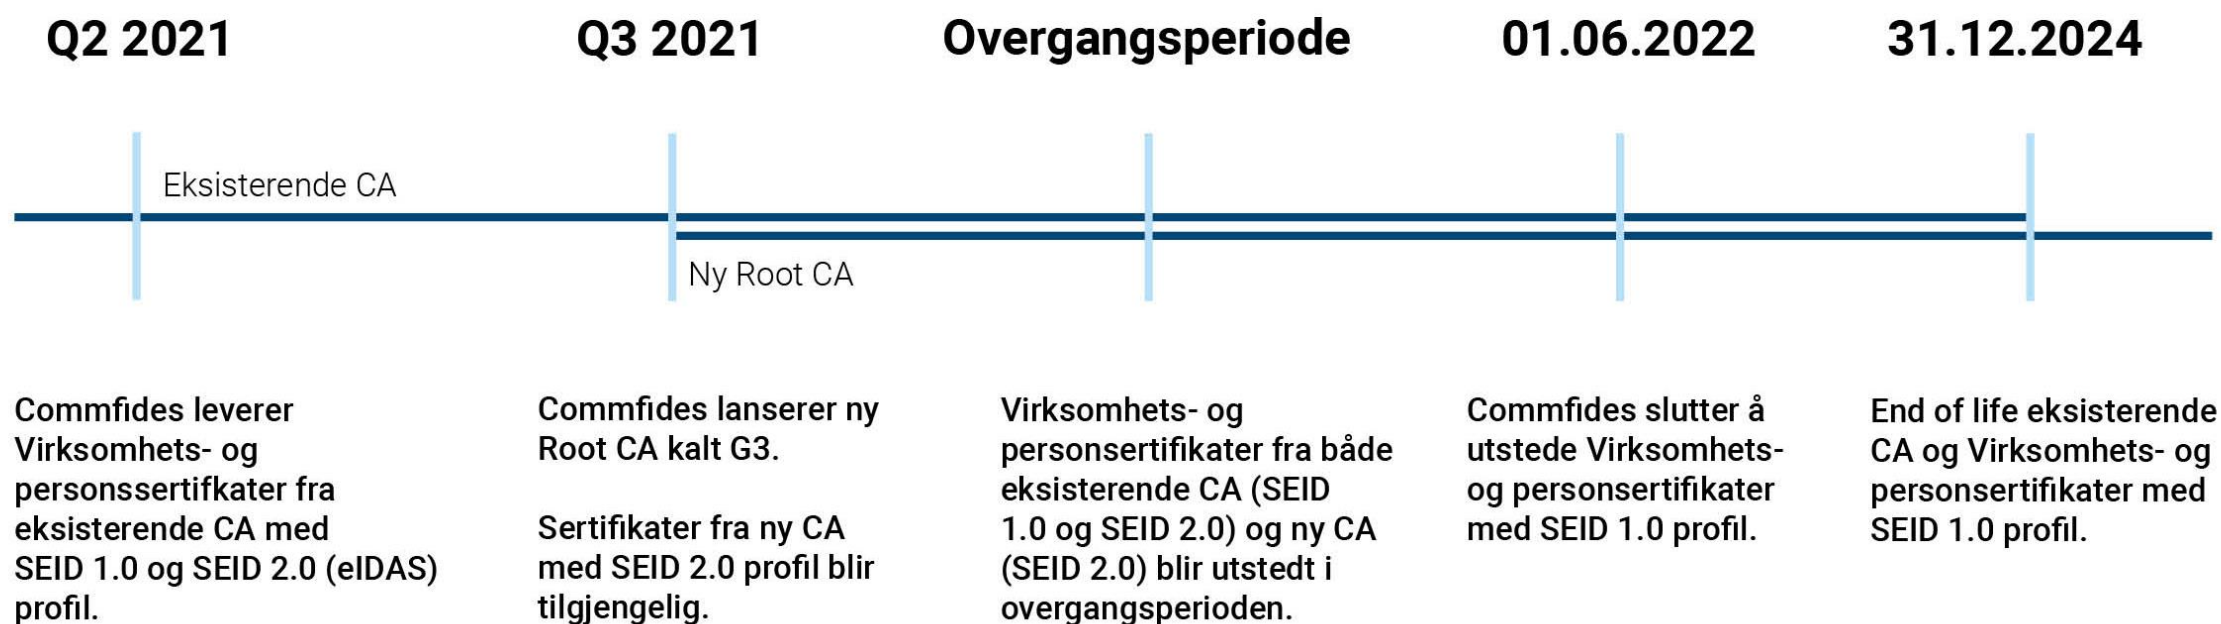 Q2 2021
Q3 2021
Overgangsperiode
01.06.2022
31.12.2024
Eksisterende CA
Ny Root CA
Commfides leverer
Virksomhets- og
personssertifkater fra
eksisterende CA med
SEID 1.0 og SEID 2.0 (eIDAS)
profil.
Commfides lanserer ny
Root CA kalt G3.
Sertifikater fra ny CA
med SEID 2.0 profil blir
tilgjengelig.
Virksomhets- og
personsertifikater fra både
eksisterende CA (SEID
1.0 og SEID 2.0) og ny CA
(SEID 2.0) blir utstedt i
overgangsperioden.
Commfides slutter å
utstede Virksomhets-
og personsertifikater
med SEID 1.0 profil.
End of life eksisterende
CA og Virksomhets- og
personsertifikater med
SEID 1.0 profil.